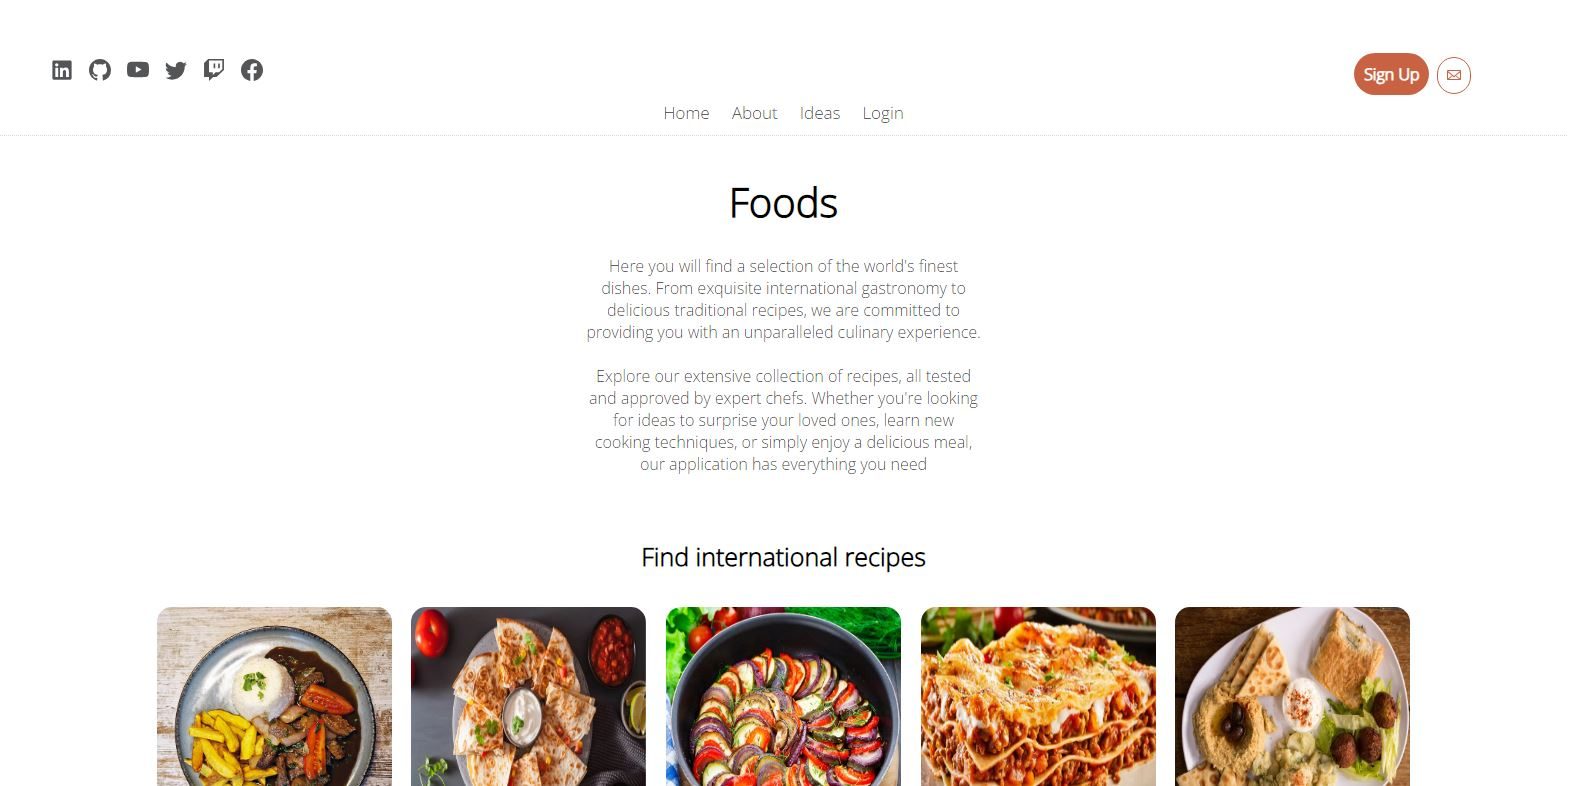 Sign Up
Home About Ideas Login
Foods
Here you will find a selection of the world's finest
dishes. From exquisite international gastronomy to
delicious traditional recipes, we are committed to
providing you with an unparalleled culinary experience.
Explore our extensive collection of recipes, all tested
and approved by expert chefs. Whether you're looking
for ideas to surprise your loved ones, learn new
cooking techniques, or simply enjoy a delicious meal,
our application has everything you need
Find international recipes